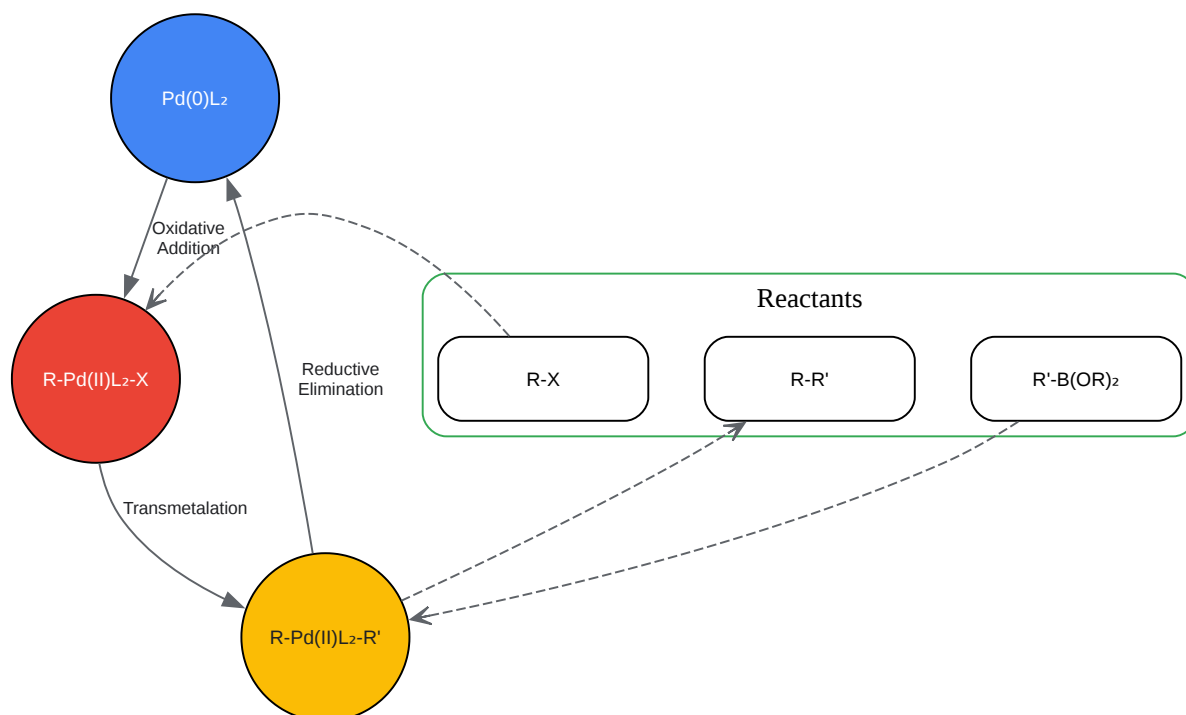 Pd(0)L₂
Oxidative
Addition
Reactants
R-X
R-R'
R'-B(OR)₂
R-Pd(II)L₂-X
Reductive
Elimination
Transmetalation
R-Pd(II)L₂-R'